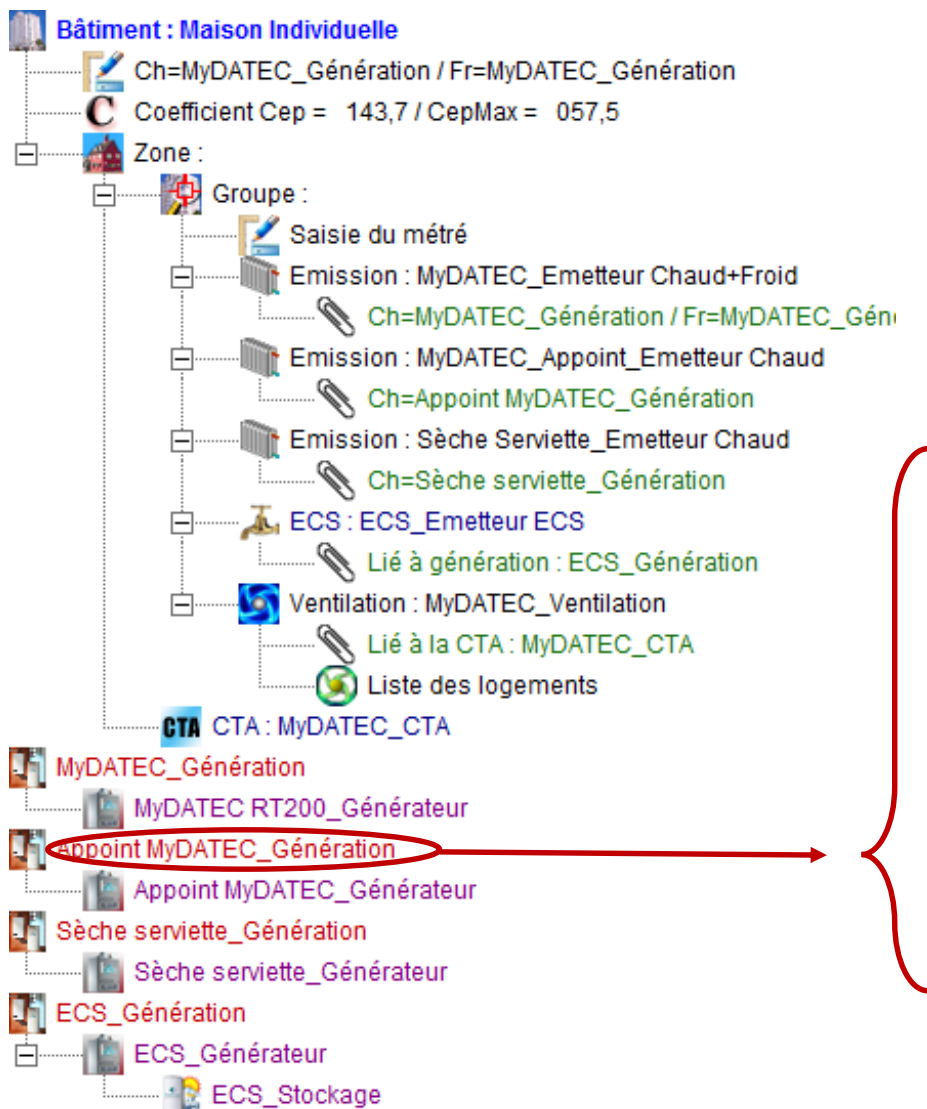 Bâtiment : Maison Individuelle
Ch=MyDATEC_Génération / Fr=MyDATEC_Génération
C Coefficient Cep = 143,7 / CepMax = 057,5
Zone :
Groupe :
Saisie du métré
Emission : MyDATEC_Emetteur Chaud+Froid
Ch=MyDATEC_Génération / Fr=MyDATEC_Géné
Emission : MyDATEC_Appoint_Emetteur Chaud
Ch=Appoint MyDATEC_Génération
Emission : Sèche Serviette_Emetteur Chaud
Ch=Sèche serviette_Génération
ECS : ECS_Emetteur ECS
Lié à génération : ECS_Génération
Ventilation : MyDATEC_Ventilation
Lié à la CTA : MyDATEC_CTA
Liste des logements
CTA CTA : MyDATEC_CTA
MyDATEC_Génération
MyDATEC RT200_Générateur
Appoint MyDATEC_Génération
Appoint MyDATEC_Générateur
Sèche serviette_Génération
Sèche serviette_Générateur
ECS_Génération
ECS_Générateur
ECS_Stockage